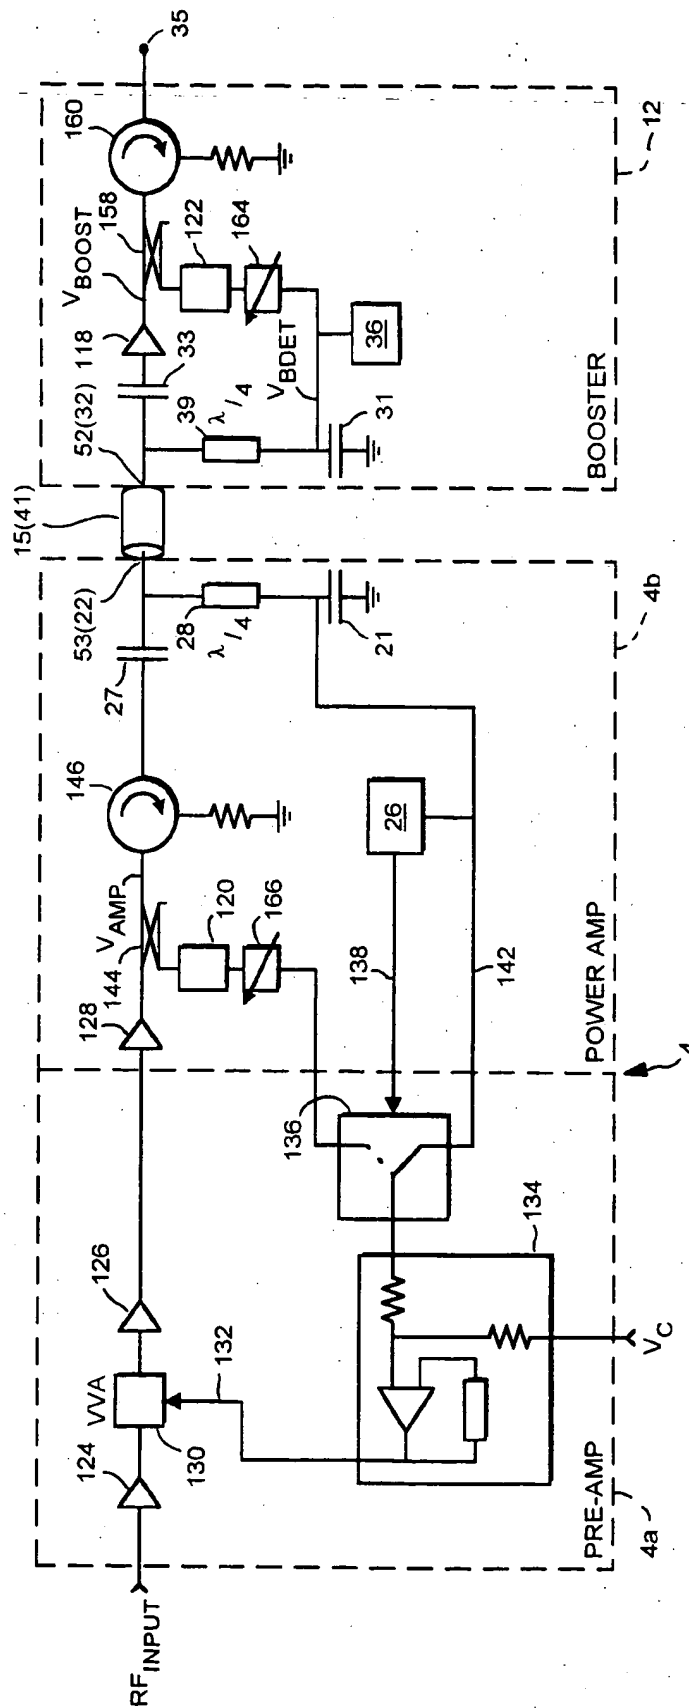 RF INPUT
124
VVA
130
132
126
134
VC
136
PRE-AMP
4a
128
144
VAMP
120
166
146
27
53(22)
28
λ/4
21
26
138
142
POWER AMP
4b
4
15(41)
52(32)
39
λ/4
33
118
31
VBOOST
158
122
164
VBDET
36
160
35
BOOSTER
12